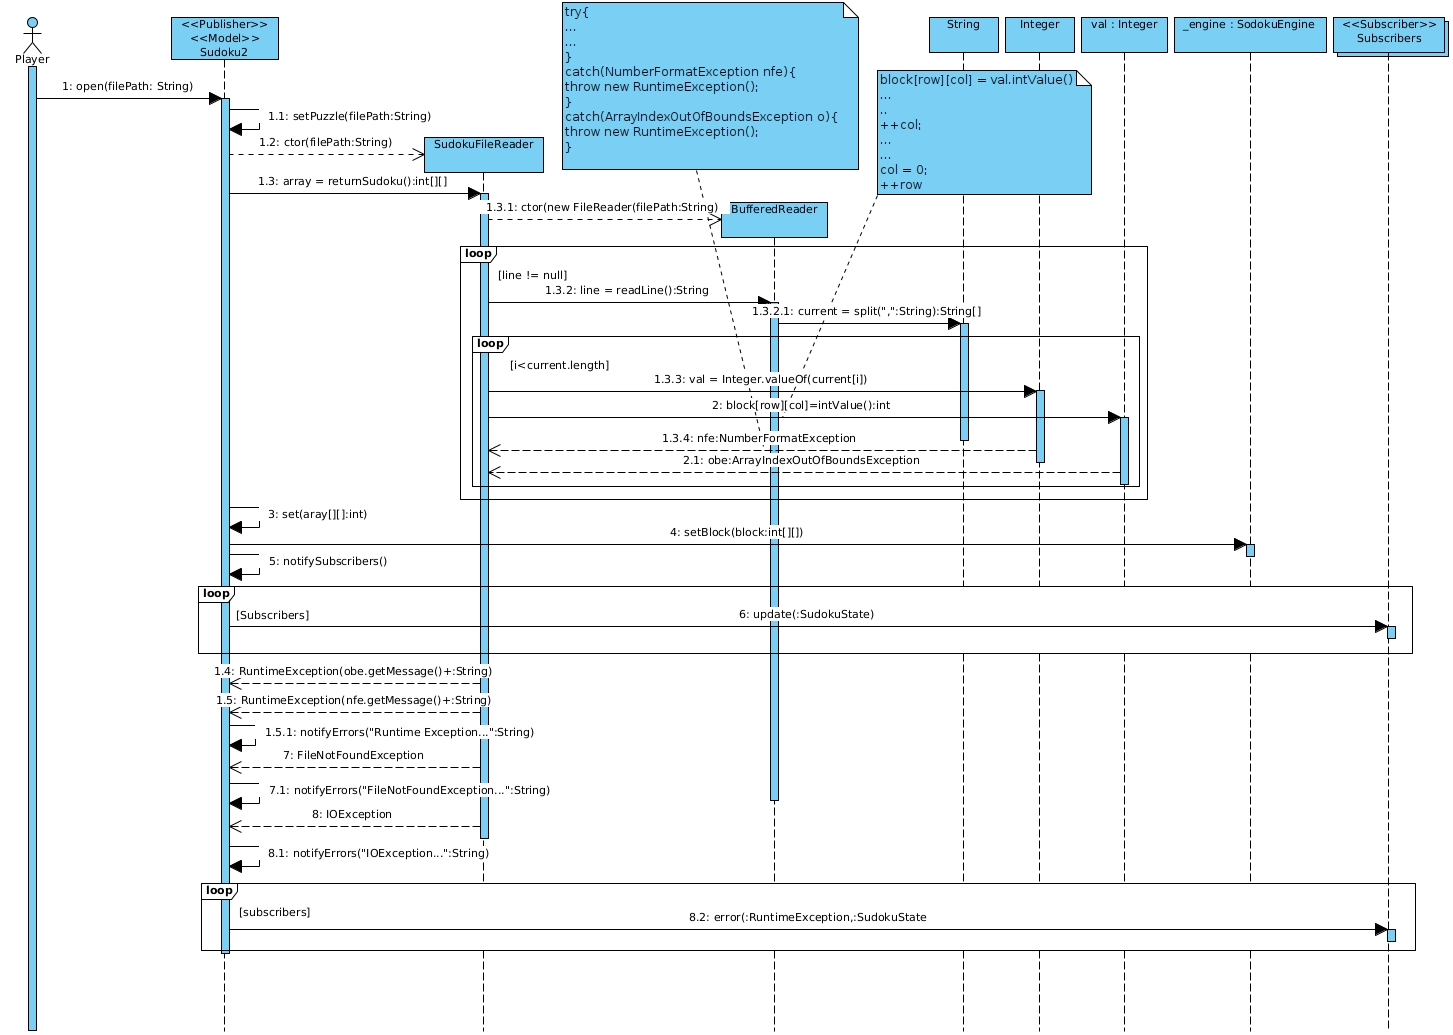 Player
<<Publisher>>
<<Model>>
Sudoku2
try{
...
...
}
catch(NumberFormatException nfe){
throw new RuntimeException();
}
catch(ArrayIndexOutOfBoundsException o){
throw new RuntimeException();
}
String
Integer
val : Integer
_engine : SodokuEngine
<<Subscriber>>
Subscribers
block[row][col] = val.intValue()
...
..
++col;
...
...
col = 0;
++row
1: open(filePath: String)
1.1: setPuzzle(filePath:String)
1.2: ctor(filePath:String)
SudokuFileReader
1.3: array = returnSudoku():int[][]
1.3.1: ctor(new FileReader(filePath:String)
BufferedReader
loop
[line != null]
1.3.2: line = readLine():String
1.3.2.1: current = split(",":String):String[]
loop
[i<current.length]
1.3.3: val = Integer.valueOf(current[i])
2: block[row][col]=intValue():int
1.3.4: nfe:NumberFormatException
2.1: obe:ArrayIndexOutOfBoundsException
3: set(aray[][]:int)
4: setBlock(block:int[][])
5: notifySubscribers()
loop
[Subscribers]
6: update(:SudokuState)
1.4: RuntimeException(obe.getMessage()+:String)
1.5: RuntimeException(nfe.getMessage()+:String)
1.5.1: notifyErrors("Runtime Exception...":String)
7: FileNotFoundException
7.1: notifyErrors("FileNotFoundException...":String)
8: IOException
8.1: notifyErrors("IOException...":String)
loop
[subscribers]
8.2: error(:RuntimeException,:SudokuState